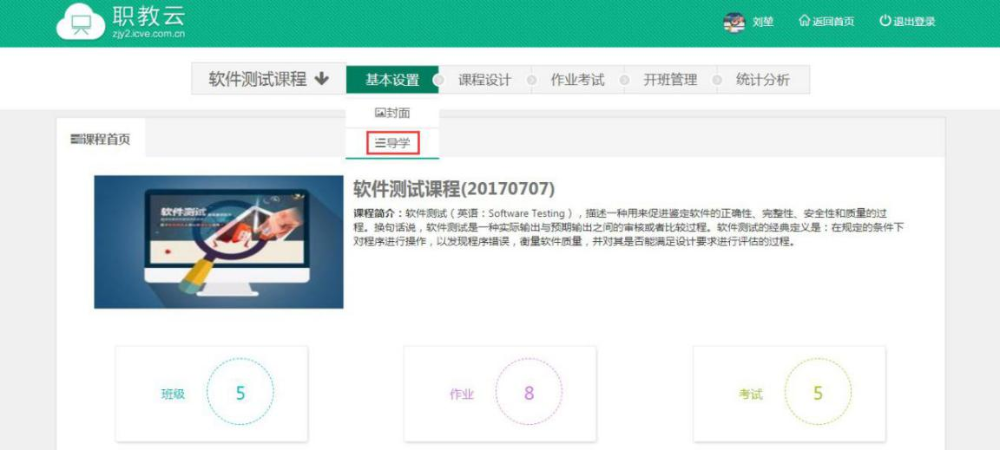 职教云
zjy2.icve.com.cn
刘堃 返回首页 退出登录
软件测试课程 基本设置 课程设计 作业考试 开班管理 统计分析
封面
导学
课程首页
软件测试
软件测试课程(20170707)
课程简介：软件测试（英语：Software Testing），描述一种用来促进鉴定软件的正确性、完整性、安全性和质量的过
程。换句话说，软件测试是一种实际输出与预期输出之间的审核或者比较过程。软件测试的经典定义是：在规定的条件下
对程序进行操作，以发现程序错误，衡量软件质量，并对其是否能满足设计要求进行评估的过程。
班级 5
作业 8
考试 5